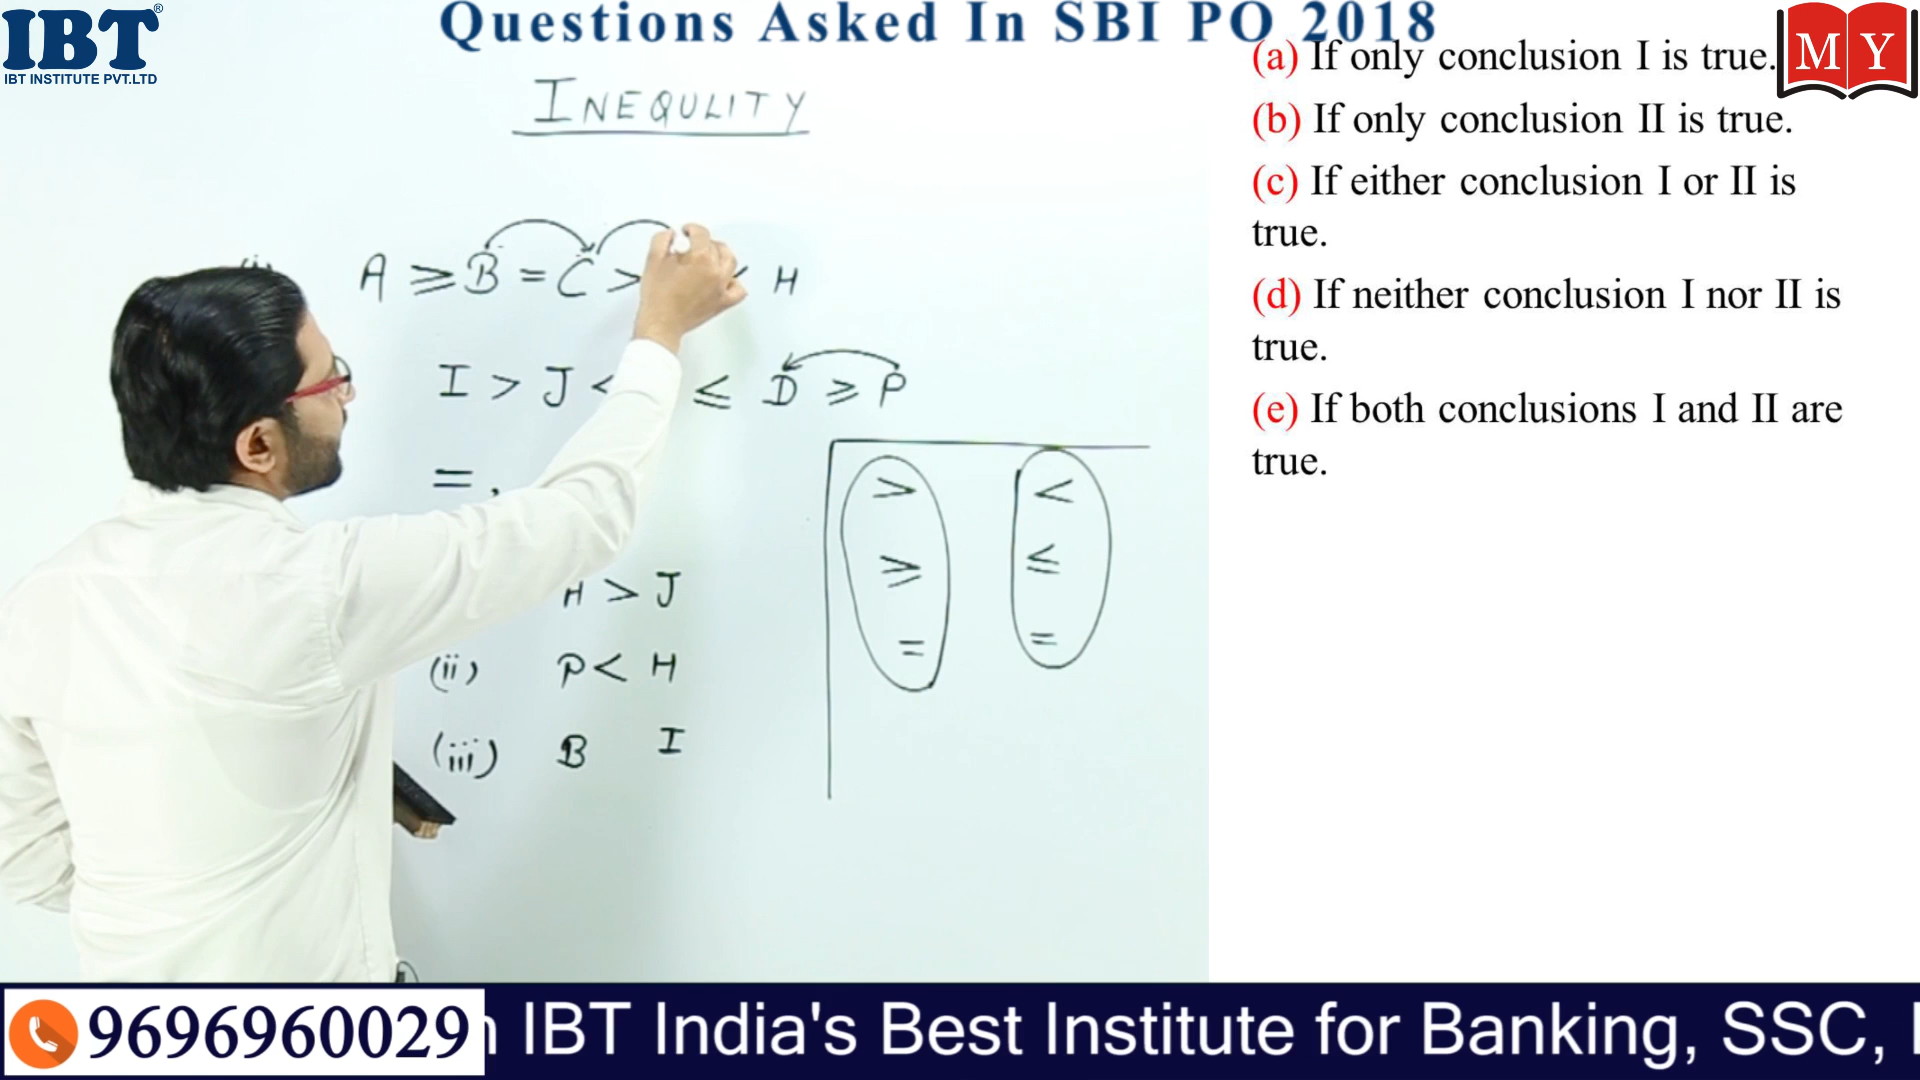 IBT®
IBT INSTITUTE PVT.LTD
Questions Asked In SBI PO 2018
MY
INEQULITY
A ⩾ B = C > H
I > J < ≤ D ⩾ P
= ,
H > J
(ii) P < H
(iii) B I
> <
⩾ ≤
= =
(a) If only conclusion I is true.
(b) If only conclusion II is true.
(c) If either conclusion I or II is
true.
(d) If neither conclusion I nor II is
true.
(e) If both conclusions I and II are
true.
9696960029
IBT India's Best Institute for Banking, SSC,